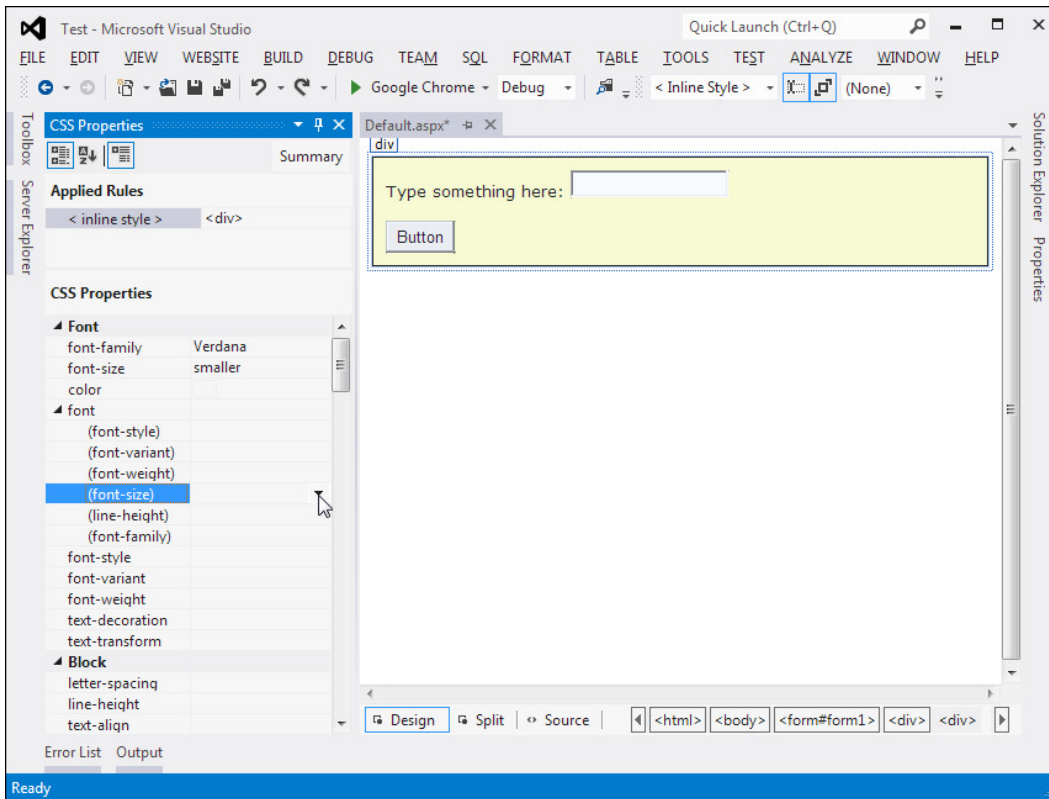 Test - Microsoft Visual Studio
Quick Launch (Ctrl+Q)
FILE EDIT VIEW WEBSITE BUILD DEBUG TEAM SQL FORMAT TABLE TOOLS TEST ANALYZE WINDOW HELP
Google Chrome Debug < Inline Style > (None)
Toolbox
Server Explorer
CSS Properties
Summary
Applied Rules
< inline style > <div>
CSS Properties
Font
font-family Verdana
font-size smaller
color
font
(font-style)
(font-variant)
(font-weight)
(font-size)
(line-height)
(font-family)
font-style
font-variant
font-weight
text-decoration
text-transform
Block
letter-spacing
line-height
text-align
Default.aspx*
div
Type something here:
Button
Design Split Source <html> <body> <form#form1> <div> <div>
Solution Explorer
Properties
Error List Output
Ready